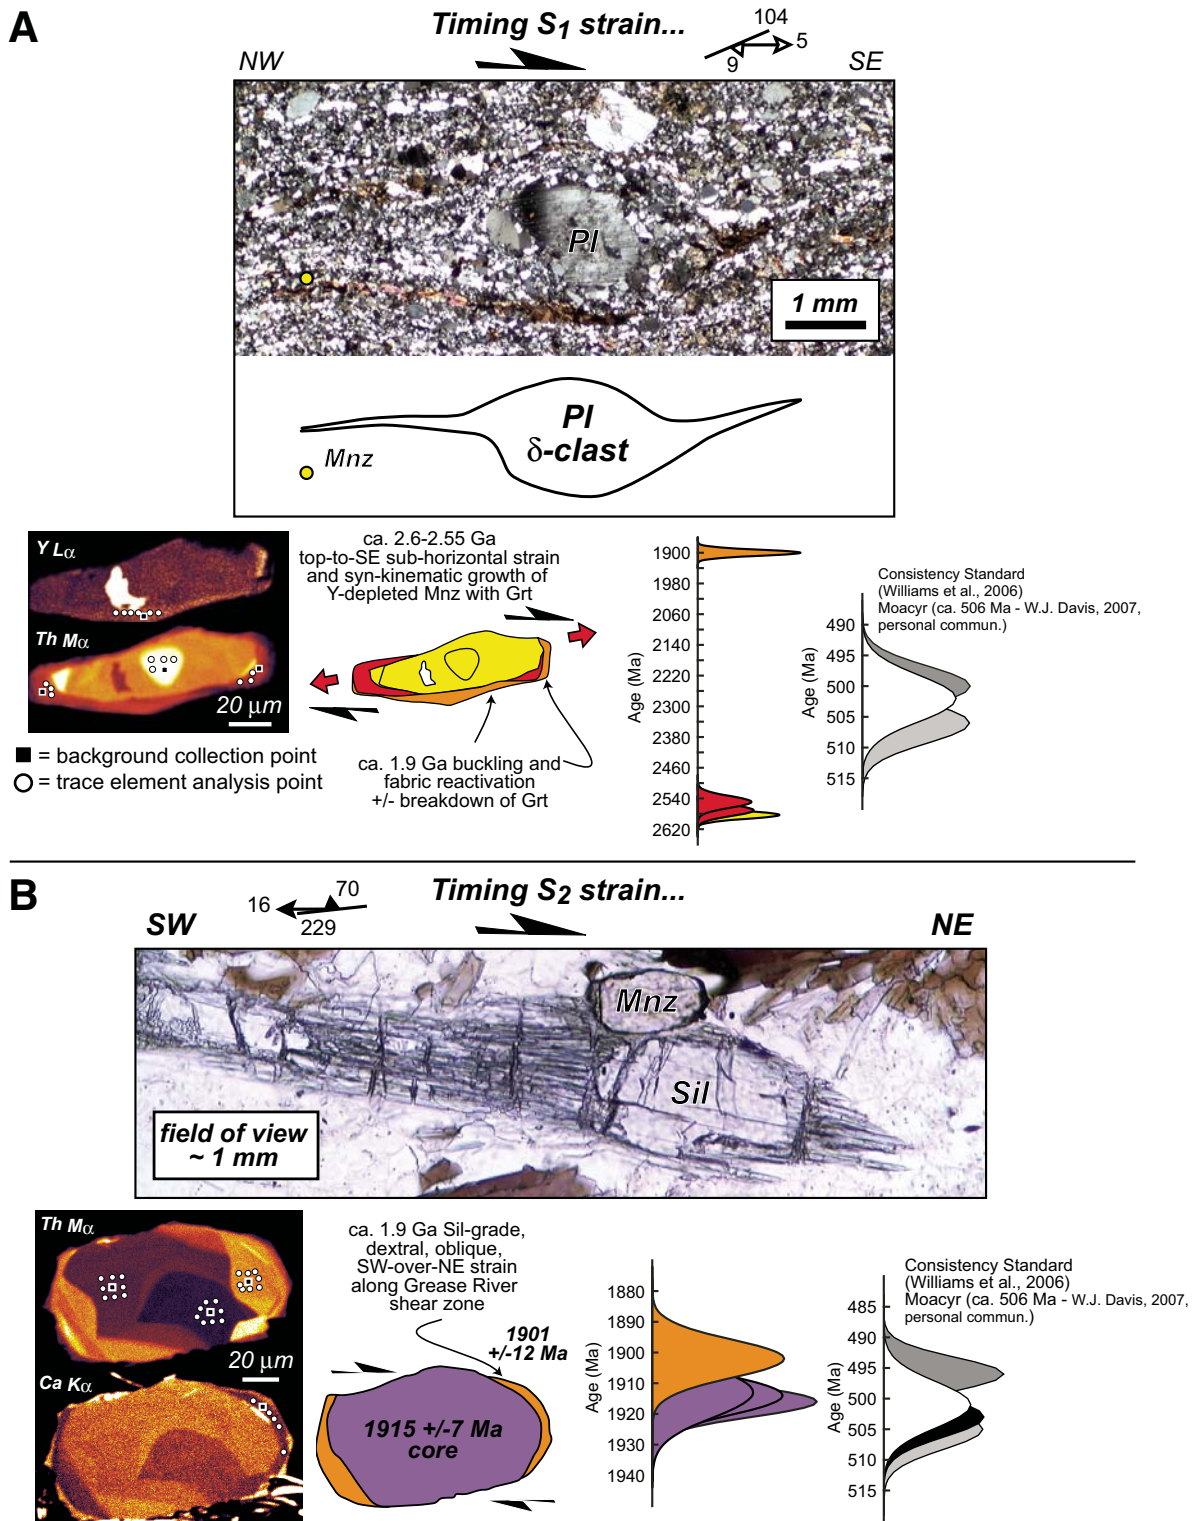 A
Timing S1 strain...
104
5
9
NW
SE
Pl
1 mm
Pl
δ-clast
Mnz
Y Lα
Th Mα
20 μm
■ = background collection point
○ = trace element analysis point
ca. 2.6-2.55 Ga
top-to-SE sub-horizontal strain
and syn-kinematic growth of
Y-depleted Mnz with Grt
ca. 1.9 Ga buckling and
fabric reactivation
+/- breakdown of Grt
Age (Ma)
1900
1980
2060
2140
2220
2300
2380
2460
2540
2620
Consistency Standard
(Williams et al., 2006)
Moacyr (ca. 506 Ma - W.J. Davis, 2007,
personal commun.)
Age (Ma)
490
495
500
505
510
515
B
Timing S2 strain...
16
70
229
SW
NE
Mnz
Sil
field of view
~ 1 mm
Th Mα
20 μm
Ca Kα
ca. 1.9 Ga Sil-grade,
dextral, oblique,
SW-over-NE strain
along Grease River
shear zone
1901
+/-12 Ma
1915 +/-7 Ma
core
Age (Ma)
1880
1890
1900
1910
1920
1930
1940
Consistency Standard
(Williams et al., 2006)
Moacyr (ca. 506 Ma - W.J. Davis, 2007,
personal commun.)
Age (Ma)
485
490
495
500
505
510
515